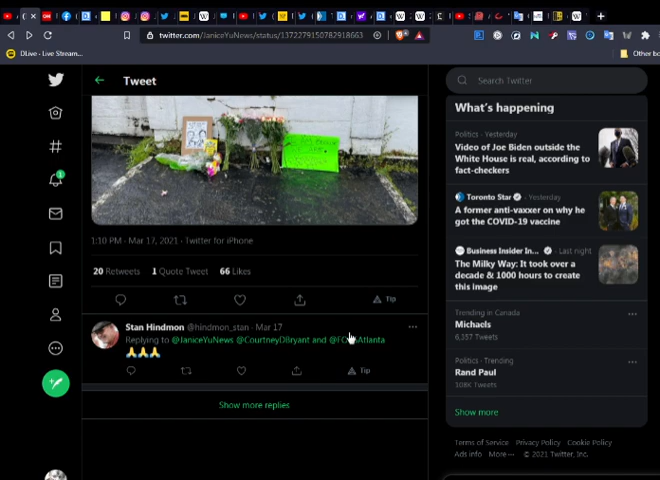 twitter.com/JaniceYuNews/status/1372279150782918663
DLive - Live Stream...
Other bo
Tweet
Search Twitter
What's happening
Politics · Yesterday
Video of Joe Biden outside the
White House is real, according to
fact-checkers
Toronto Star · Yesterday
A former anti-vaxxer on why he
got the COVID-19 vaccine
Business Insider In... · Last night
The Milky Way: It took over a
decade & 1000 hours to create
this image
Trending in Canada
Michaels
6,357 Tweets
Politics · Trending
Rand Paul
108K Tweets
Show more
Terms of Service Privacy Policy Cookie Policy
Ads info More ··· © 2021 Twitter, Inc.
1:10 PM · Mar 17, 2021 · Twitter for iPhone
20 Retweets 1 Quote Tweet 66 Likes
Tip
Stan Hindmon @hindmon_stan · Mar 17
Replying to @JaniceYuNews @CourtneyDBryant and
🙏🙏🙏
Tip
Show more replies